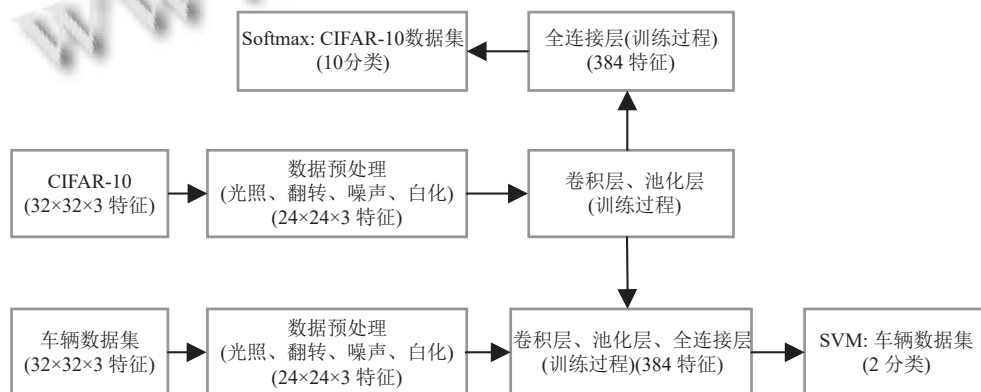 Softmax: CIFAR-10数据集
(10分类)
全连接层(训练过程)
(384 特征)
CIFAR-10
(32×32×3 特征)
数据预处理
(光照、翻转、噪声、白化)
(24×24×3 特征)
卷积层、池化层
(训练过程)
车辆数据集
(32×32×3 特征)
数据预处理
(光照、翻转、噪声、白化)
(24×24×3 特征)
卷积层、池化层、全连接层
(训练过程)(384 特征)
SVM: 车辆数据集
(2 分类)